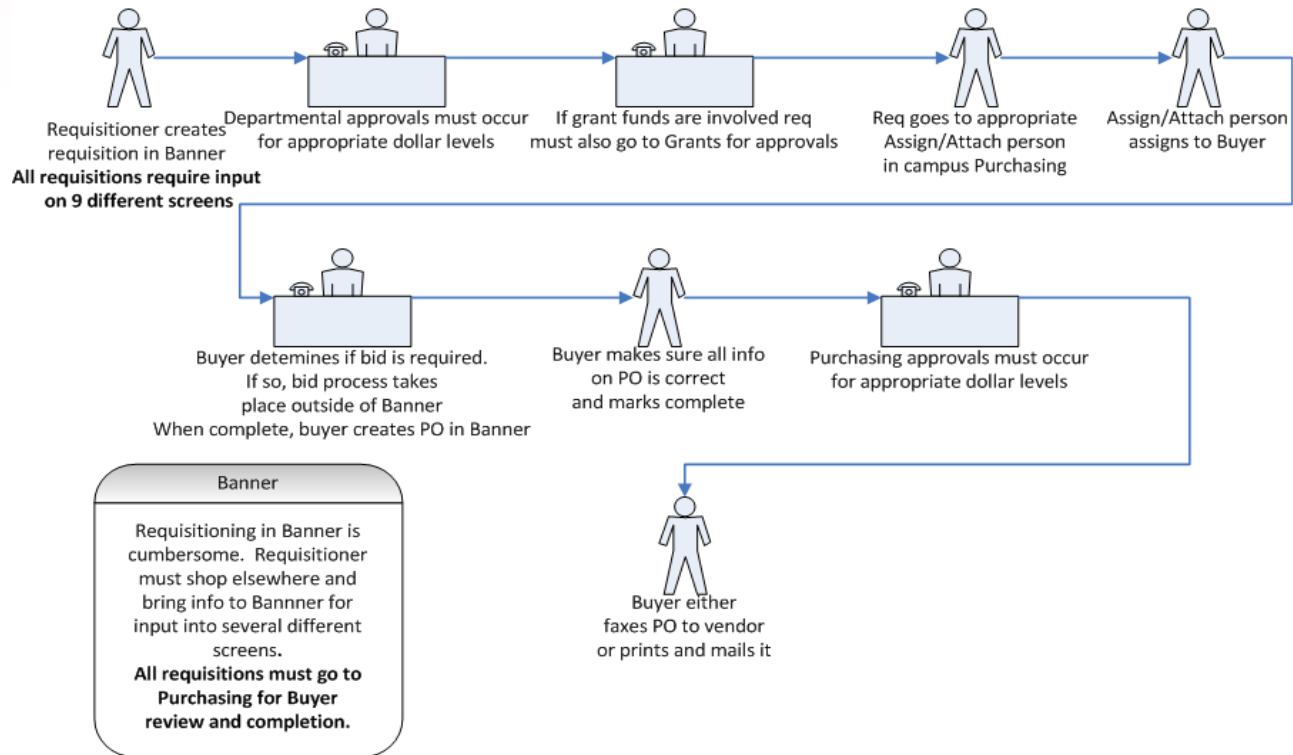 Requisitioner creates
requisition in Banner
All requisitions require input
on 9 different screens
Departmental approvals must occur
for appropriate dollar levels
If grant funds are involved req
must also go to Grants for approvals
Req goes to appropriate
Assign/Attach person
in campus Purchasing
Assign/Attach person
assigns to Buyer
Buyer detemines if bid is required.
If so, bid process takes
place outside of Banner
When complete, buyer creates PO in Banner
Buyer makes sure all info
on PO is correct
and marks complete
Purchasing approvals must occur
for appropriate dollar levels
Banner
Requisitioning in Banner is
cumbersome.  Requisitioner
must shop elsewhere and
bring info to Bannner for
input into several different
screens.
All requisitions must go to
Purchasing for Buyer
review and completion.
Buyer either
faxes PO to vendor
or prints and mails it